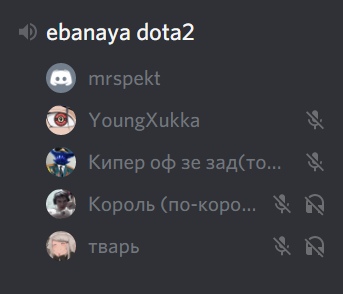 ebanaya dota2
mrspekt
YoungXukka
Кипер оф зе зад(то...
Король (по-коро...
тварь